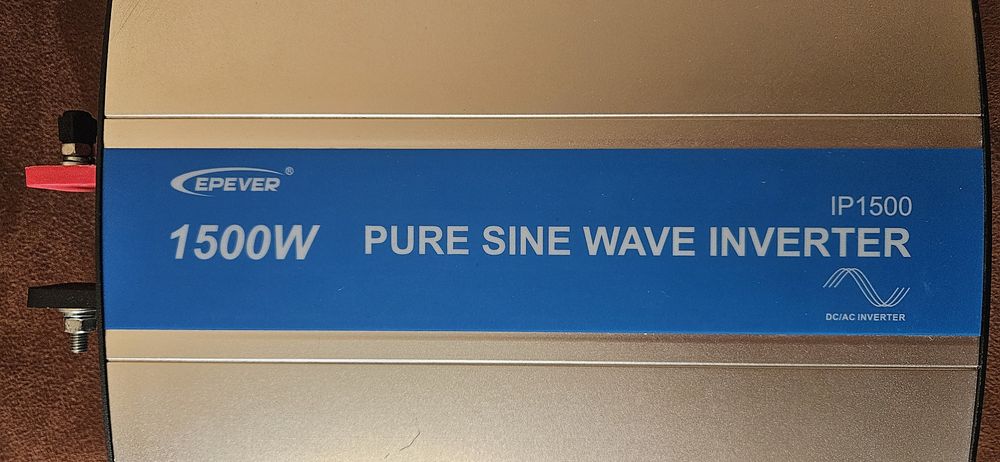 EPEVER®
IP1500
1500W PURE SINE WAVE INVERTER
DC/AC INVERTER